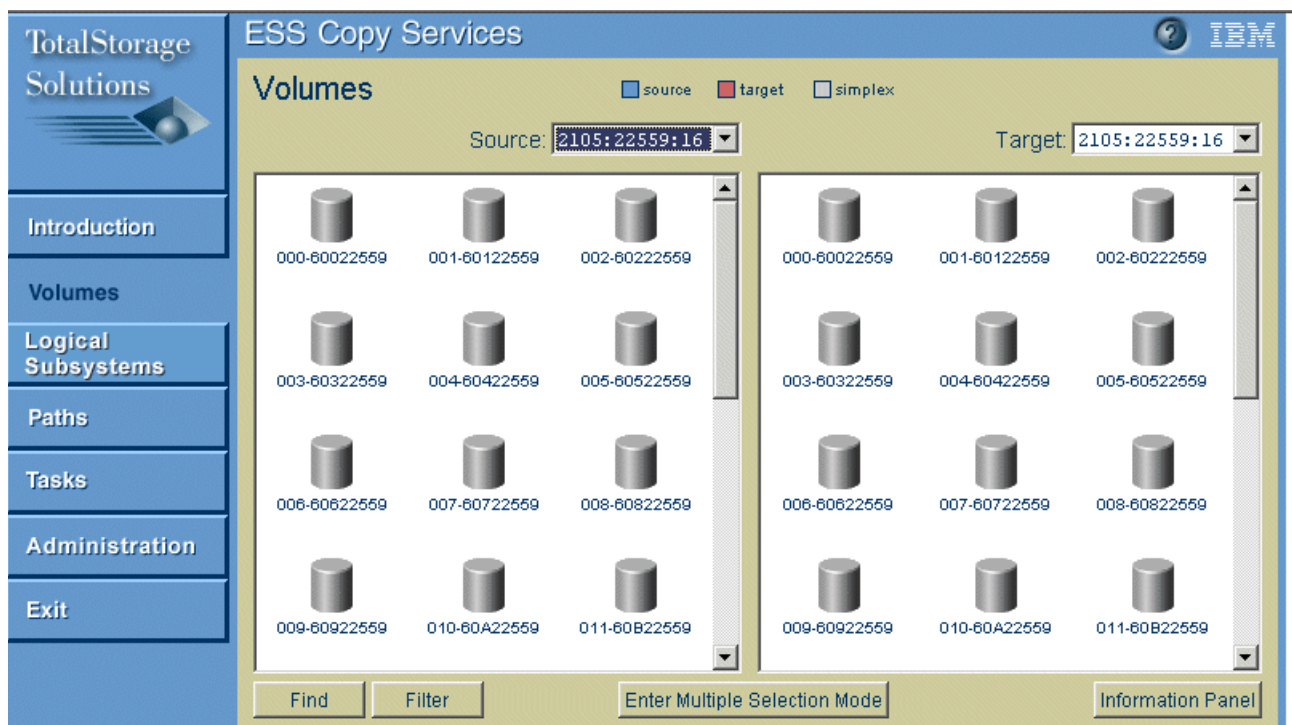 TotalStorage
Solutions
Introduction
Volumes
Logical
Subsystems
Paths
Tasks
Administration
Exit
ESS Copy Services
? IBM
Volumes
source target simplex
Source: 2105:22559:16
Target: 2105:22559:16
000-60022559 001-60122559 002-60222559
003-60322559 004-60422559 005-60522559
006-60622559 007-60722559 008-60822559
009-60922559 010-60A22559 011-60B22559
000-60022559 001-60122559 002-60222559
003-60322559 004-60422559 005-60522559
006-60622559 007-60722559 008-60822559
009-60922559 010-60A22559 011-60B22559
Find Filter Enter Multiple Selection Mode Information Panel